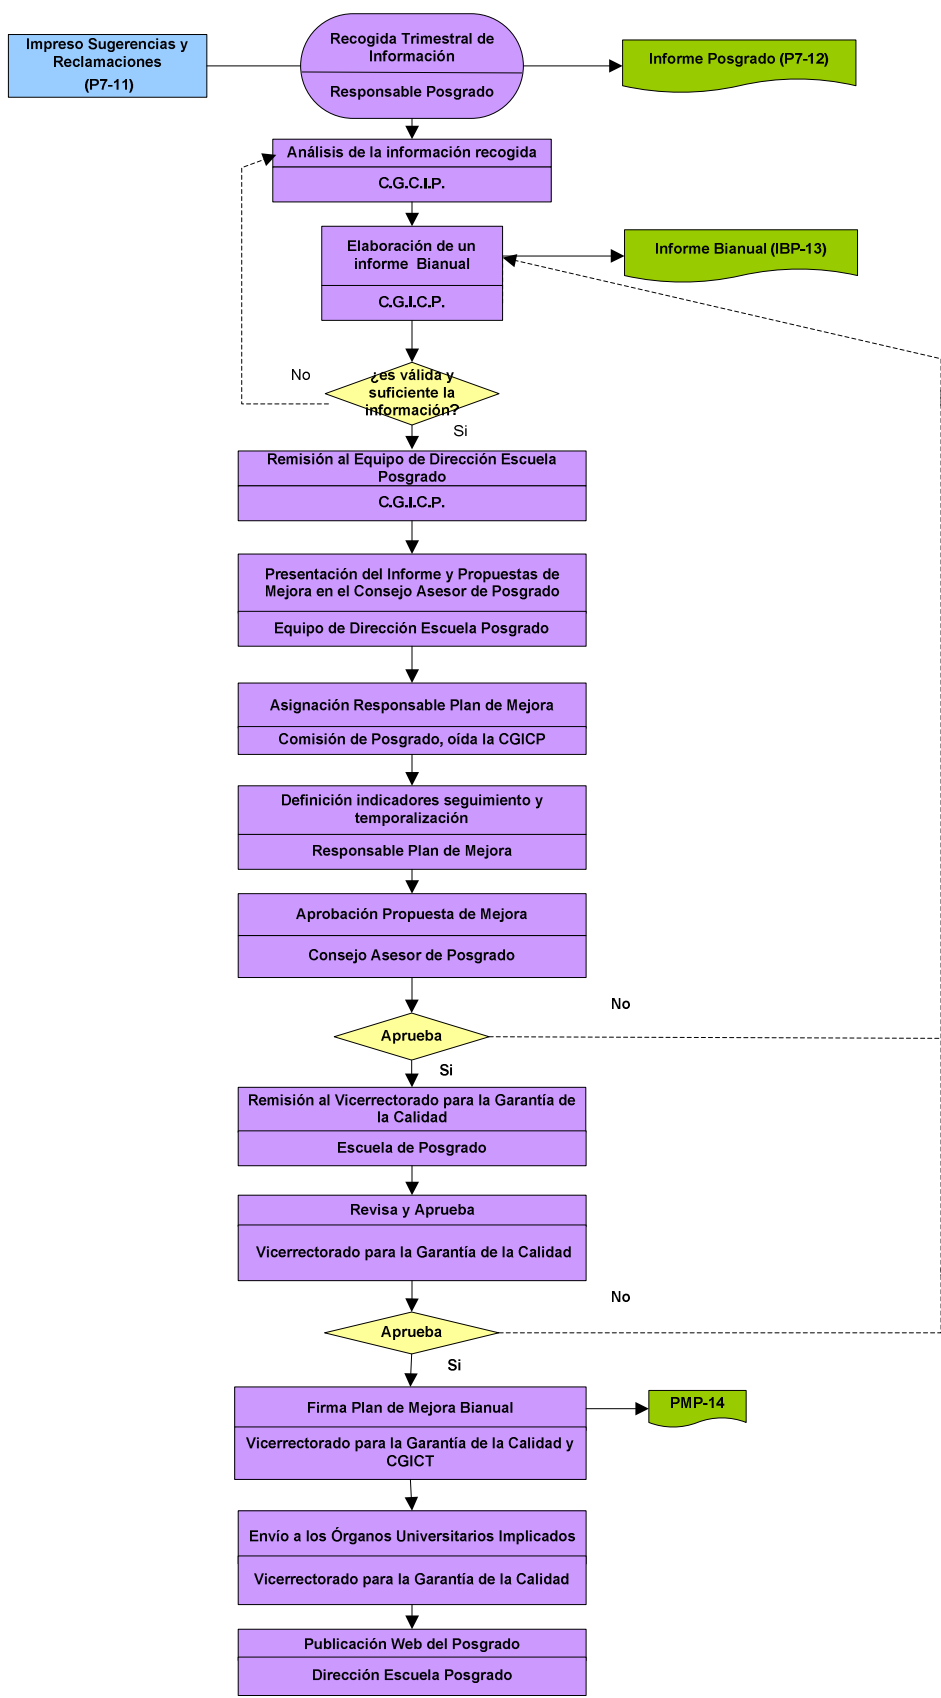 Impreso Sugerencias y
Reclamaciones
(P7-11)
Recogida Trimestral de
Información
Responsable Posgrado
Informe Posgrado (P7-12)
Análisis de la información recogida
C.G.C.I.P.
Elaboración de un
informe Bianual
C.G.I.C.P.
Informe Bianual (IBP-13)
No
¿es válida y
suficiente la
información?
Si
Remisión al Equipo de Dirección Escuela
Posgrado
C.G.I.C.P.
Presentación del Informe y Propuestas de
Mejora en el Consejo Asesor de Posgrado
Equipo de Dirección Escuela Posgrado
Asignación Responsable Plan de Mejora
Comisión de Posgrado, oída la CGICP
Definición indicadores seguimiento y
temporalización
Responsable Plan de Mejora
Aprobación Propuesta de Mejora
Consejo Asesor de Posgrado
No
Aprueba
Si
Remisión al Vicerrectorado para la Garantía de
la Calidad
Escuela de Posgrado
Revisa y Aprueba
Vicerrectorado para la Garantía de la Calidad
No
Aprueba
Si
Firma Plan de Mejora Bianual
Vicerrectorado para la Garantía de la Calidad y
CGICT
PMP-14
Envío a los Órganos Universitarios Implicados
Vicerrectorado para la Garantía de la Calidad
Publicación Web del Posgrado
Dirección Escuela Posgrado